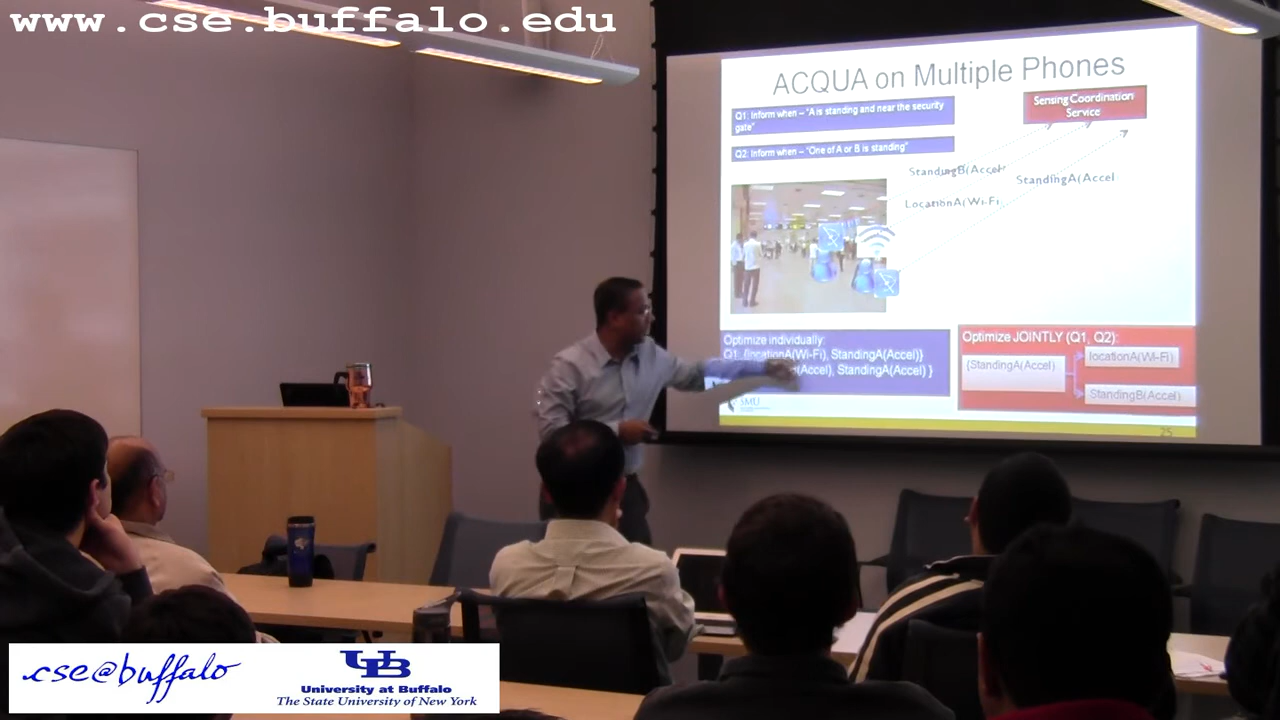 www.cse.buffalo.edu
ACQUA on Multiple Phones
Q1: Inform when – "A is standing and near the security
gate"
Q2: Inform when – "One of A or B is standing"
Sensing Coordination
Service
StandingB(Accel
StandingA(Accel
LocationA(Wi-Fi
Optimize individually:
Q1: {locationA(Wi-Fi), StandingA(Accel)}
(Accel), StandingA(Accel) }
Optimize JOINTLY (Q1, Q2):
{StandingA(Accel)
locationA(Wi-Fi)
StandingB(Accel)
SMU
25
cse@buffalo
UB
University at Buffalo
The State University of New York